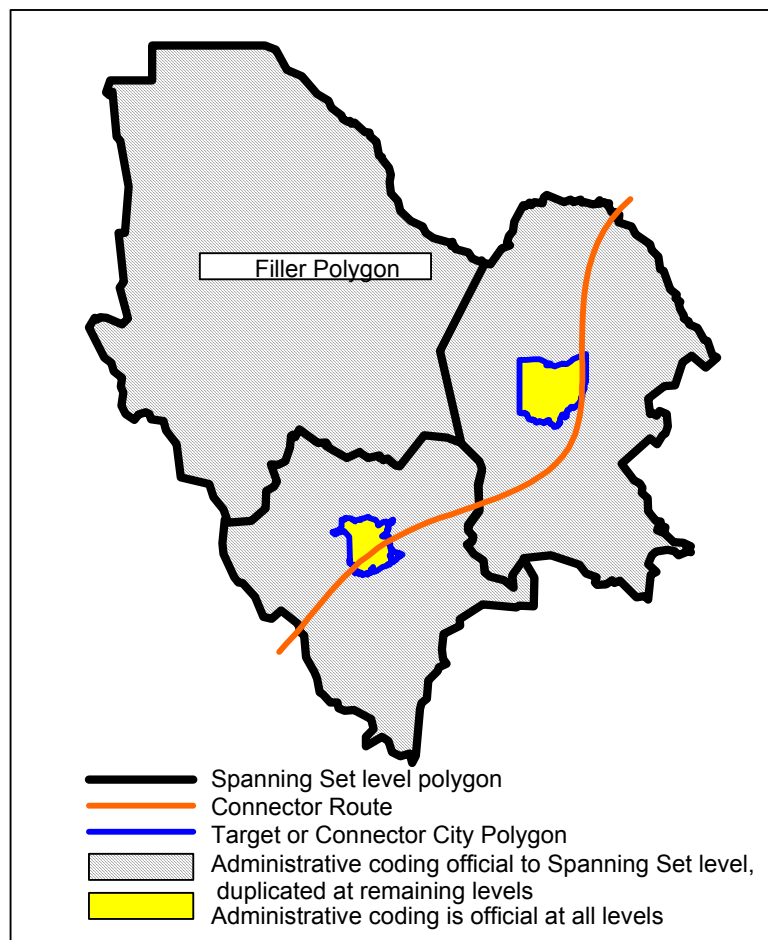 Filler Polygon
Spanning Set level polygon
Connector Route
Target or Connector City Polygon
Administrative coding official to Spanning Set level,
duplicated at remaining levels
Administrative coding is official at all levels